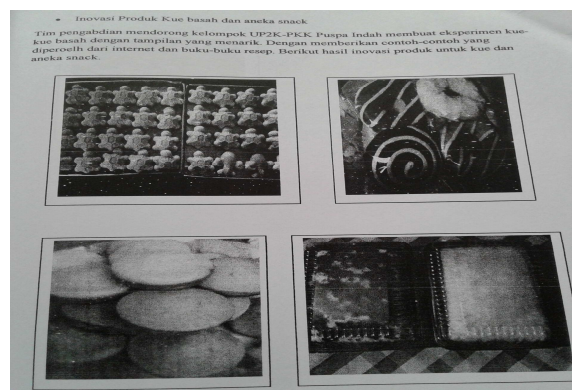 • Inovasi Produk Kue basah dan aneka snack
Tim pengabdian mendorong kelompok UP2K-PKK Puspa Indah membuat eksperimen kue-
kue basah dengan tampilan yang menarik. Dengan memberikan contoh-contoh yang
diperoelh dari internet dan buku-buku resep. Berikut hasil inovasi produk untuk kue dan
aneka snack.